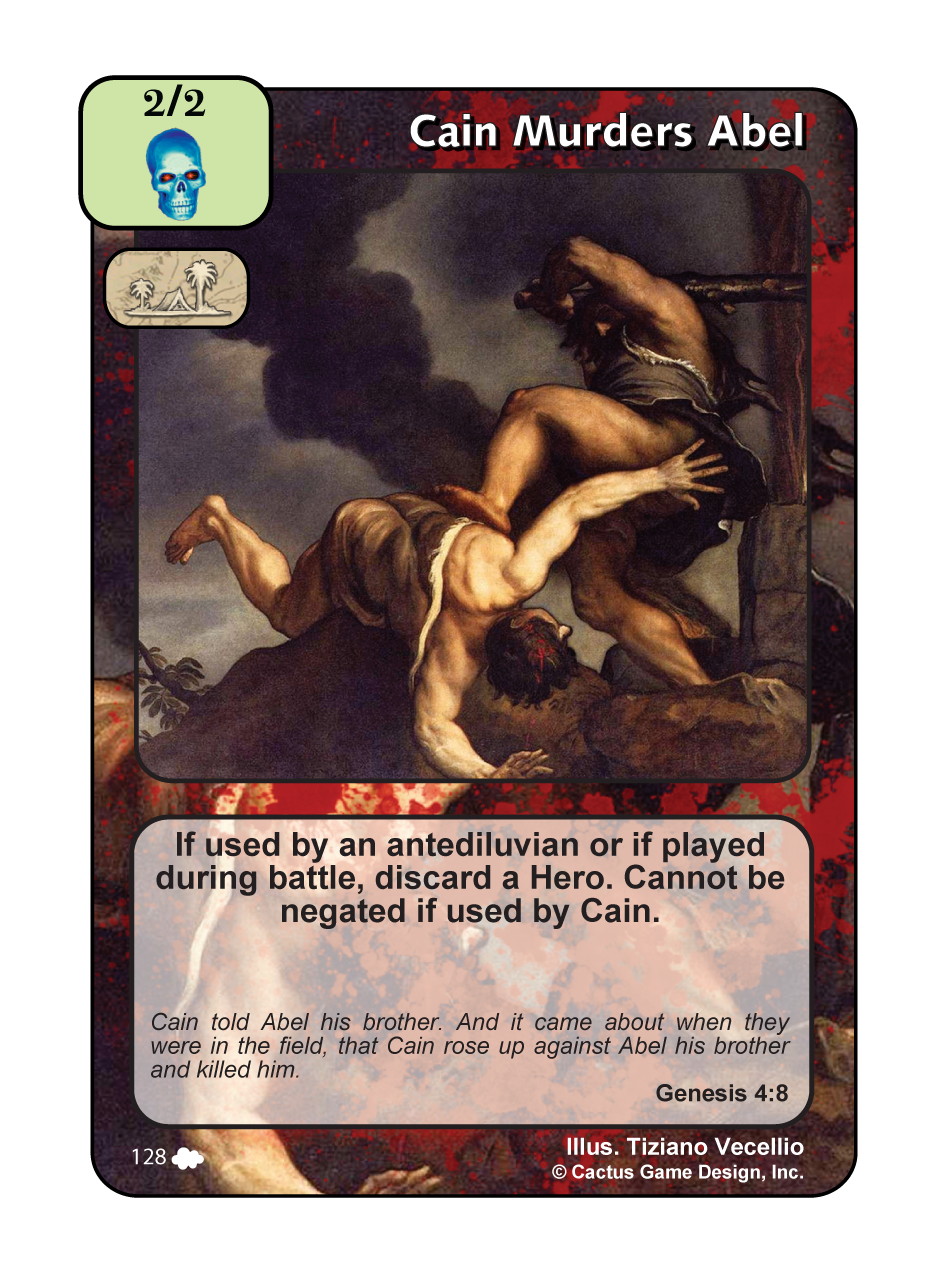 2/2
Cain Murders Abel
If used by an antediluvian or if played
during battle, discard a Hero. Cannot be
negated if used by Cain.
Cain told Abel his brother. And it came about when they
were in the field, that Cain rose up against Abel his brother
and killed him.
Genesis 4:8
128
Illus. Tiziano Vecellio
© Cactus Game Design, Inc.